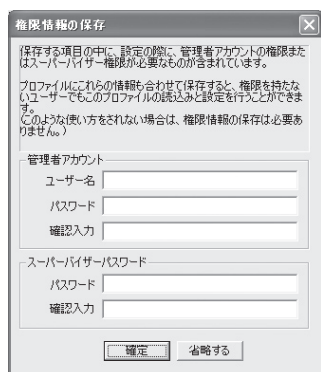 権限情報の保存
保存する項目の中に、設定の際に、管理者アカウントの権限また
はスーパーバイザー権限が必要なものが含まれています。
プロファイルにこれらの情報も合わせて保存すると、権限を持たな
いユーザーでもこのプロファイルの読込みと設定を行うことができま
す。
(このような使い方をされない場合は、権限情報の保存は必要あ
りません。)
管理者アカウント
ユーザー名
パスワード
確認入力
スーパーバイザーパスワード
パスワード
確認入力
確定 省略する